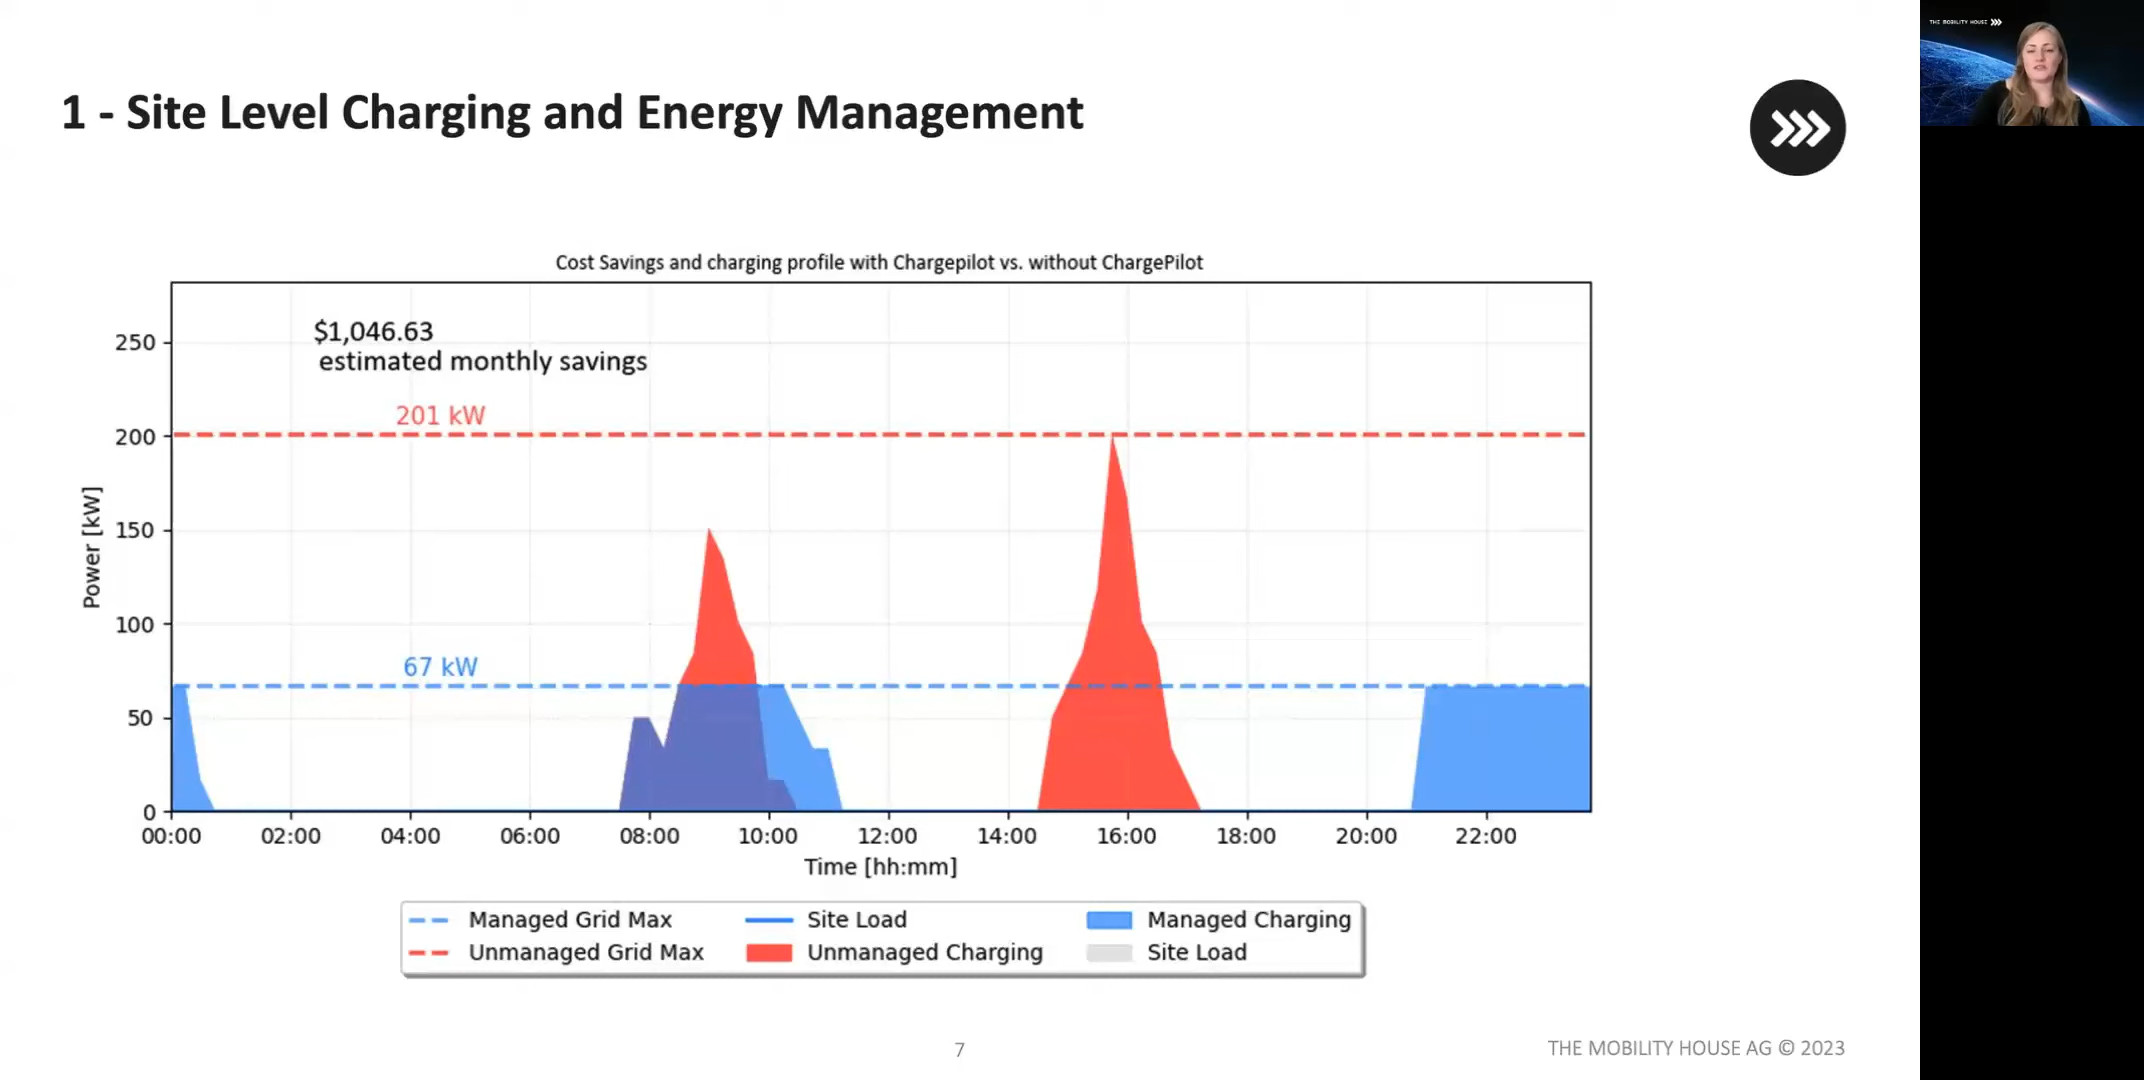 THE MOBILITY HOUSE
1 - Site Level Charging and Energy Management
Cost Savings and charging profile with Chargepilot vs. without ChargePilot
$1,046.63
estimated monthly savings
201 kW
67 kW
Power [kW]
250
200
150
100
50
0
00:00 02:00 04:00 06:00 08:00 10:00 12:00 14:00 16:00 18:00 20:00 22:00
Time [hh:mm]
Managed Grid Max Site Load Managed Charging
Unmanaged Grid Max Unmanaged Charging Site Load
7
THE MOBILITY HOUSE AG © 2023